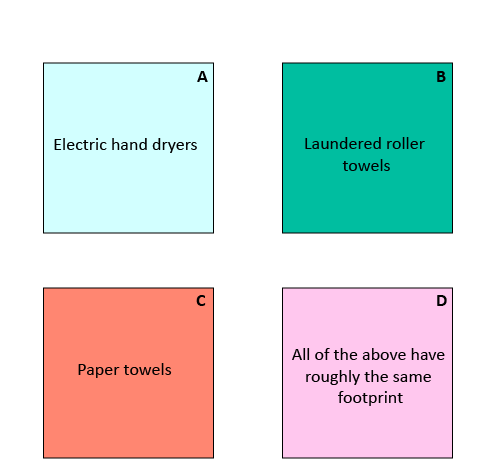 A
Electric hand dryers
B
Laundered roller
towels
C
Paper towels
D
All of the above have
roughly the same
footprint